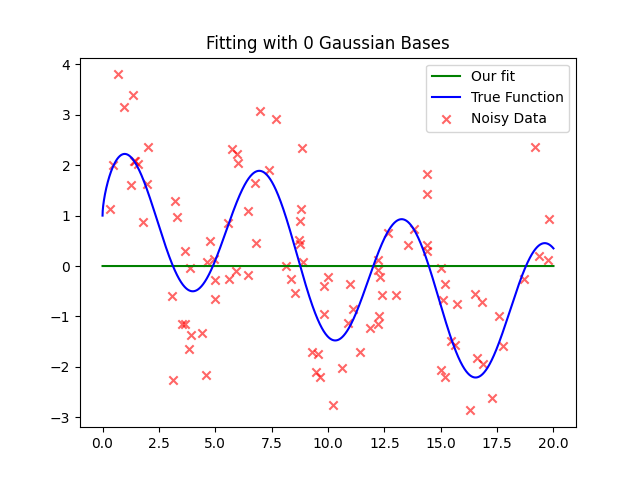 Fitting with 0 Gaussian Bases
Our fit
True Function
Noisy Data
4
3
2
1
0
−1
−2
−3
0.0 2.5 5.0 7.5 10.0 12.5 15.0 17.5 20.0